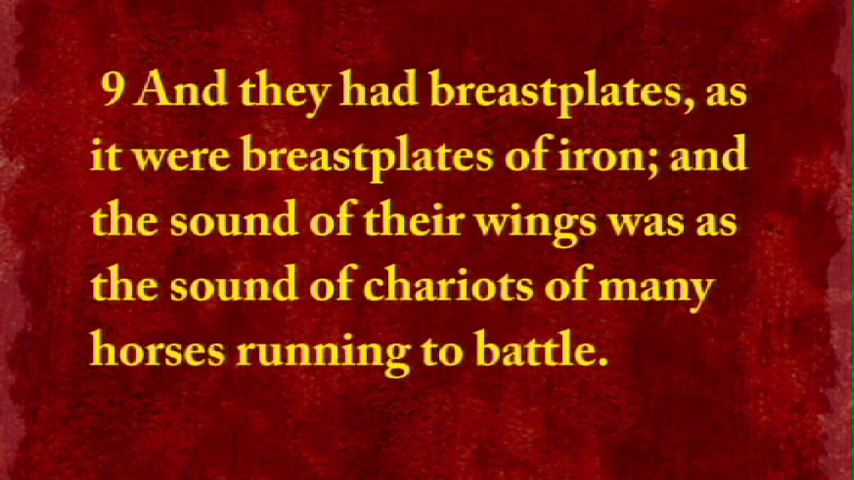 9 And they had breastplates, as
it were breastplates of iron; and
the sound of their wings was as
the sound of chariots of many
horses running to battle.